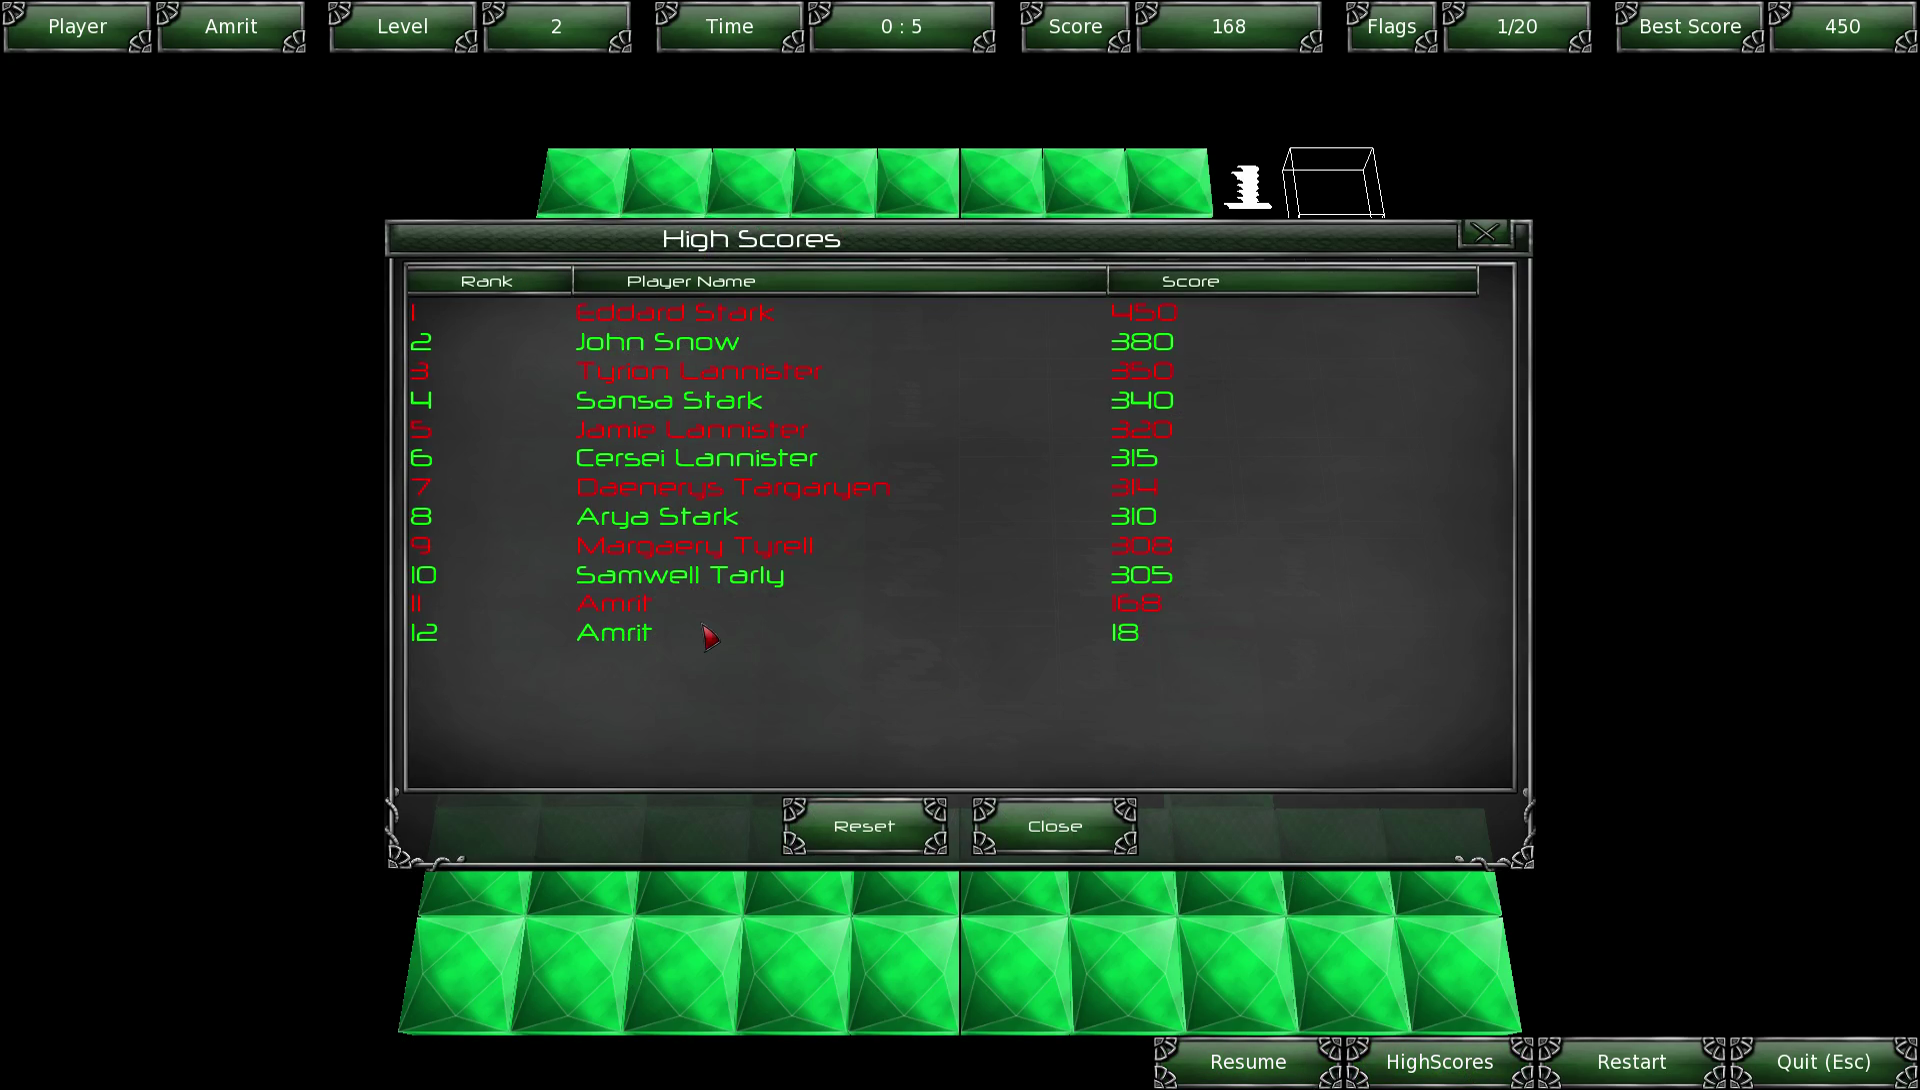 Player Amrit Level 2 Time 0 : 5 Score 168 Flags 1/20 Best Score 450
1
High Scores
Rank Player Name Score
1 Eddard Stark 450
2 John Snow 380
3 Tyrion Lannister 350
4 Sansa Stark 340
5 Jamie Lannister 320
6 Cersei Lannister 315
7 Daenerys Targaryen 314
8 Arya Stark 310
9 Margaery Tyrell 308
10 Samwell Tarly 305
11 Amrit 168
12 Amrit 18
Reset Close
Resume HighScores Restart Quit (Esc)